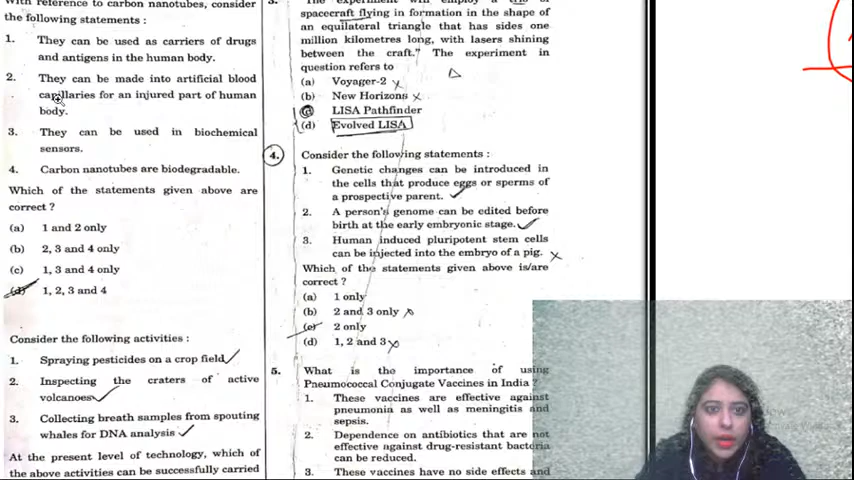 With reference to carbon nanotubes, consider
the following statements :
1. They can be used as carriers of drugs
and antigens in the human body.
2. They can be made into artificial blood
capillaries for an injured part of human
body.
3. They can be used in biochemical
sensors.
4. Carbon nanotubes are biodegradable.
Which of the statements given above are
correct ?
(a) 1 and 2 only
(b) 2, 3 and 4 only
(c) 1, 3 and 4 only
(d) 1, 2, 3 and 4
Consider the following activities :
1. Spraying pesticides on a crop field
2. Inspecting the craters of active
volcanoes
3. Collecting breath samples from spouting
whales for DNA analysis
At the present level of technology, which of
the above activities can be successfully carried
3. "The experiment will employ a trio of
spacecraft flying in formation in the shape of
an equilateral triangle that has sides one
million kilometres long, with lasers shining
between the craft." The experiment in
question refers to
(a) Voyager-2
(b) New Horizons
LISA Pathfinder
(d) Evolved LISA
4. Consider the following statements :
1. Genetic changes can be introduced in
the cells that produce eggs or sperms of
a prospective parent.
2. A person's genome can be edited before
birth at the early embryonic stage.
3. Human induced pluripotent stem cells
can be injected into the embryo of a pig.
Which of the statements given above is/are
correct ?
(a) 1 only
(b) 2 and 3 only
(c) 2 only
(d) 1, 2 and 3
5. What is the importance of using
Pneumococcal Conjugate Vaccines in India ?
1. These vaccines are effective against
pneumonia as well as meningitis and
sepsis.
2. Dependence on antibiotics that are not
effective against drug-resistant bacteria
can be reduced.
3. These vaccines have no side effects and